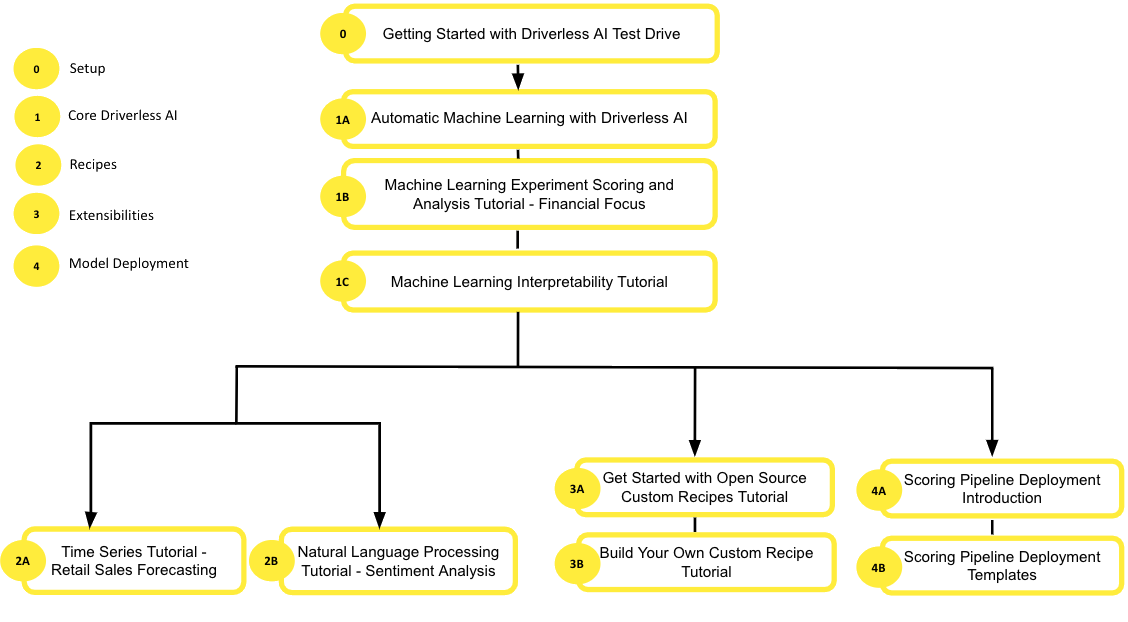 0
Getting Started with Driverless AI Test Drive
0
Setup
1
Core Driverless AI
2
Recipes
3
Extensibilities
4
Model Deployment
1A
Automatic Machine Learning with Driverless AI
1B
Machine Learning Experiment Scoring and
Analysis Tutorial - Financial Focus
1C
Machine Learning Interpretability Tutorial
2A
Time Series Tutorial -
Retail Sales Forecasting
2B
Natural Language Processing
Tutorial - Sentiment Analysis
3A
Get Started with Open Source
Custom Recipes Tutorial
3B
Build Your Own Custom Recipe
Tutorial
4A
Scoring Pipeline Deployment
Introduction
4B
Scoring Pipeline Deployment
Templates